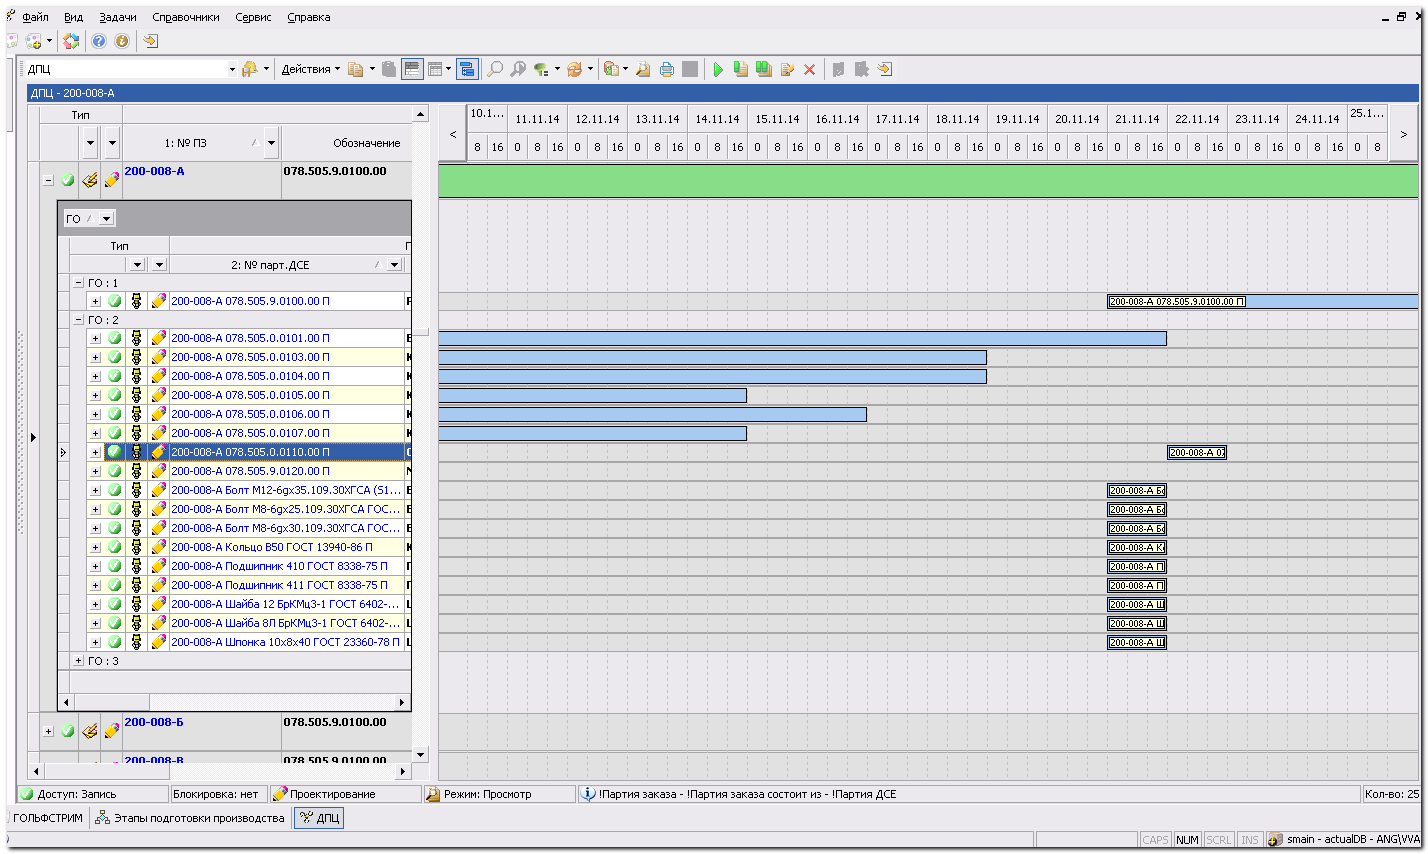 Файл Вид Задачи Справочники Сервис Справка
ДПЦ Действия
ДПЦ - 200-008-А
Тип
1: № ПЗ Обозначение
< 10.1... 11.11.14 12.11.14 13.11.14 14.11.14 15.11.14 16.11.14 17.11.14 18.11.14 19.11.14 20.11.14 21.11.14 22.11.14 23.11.14 24.11.14 25.1... >
8 16 0 8 16 0 8 16 0 8 16 0 8 16 0 8 16 0 8 16 0 8 16 0 8 16 0 8 16 0 8 16 0 8 16 0 8 16 0 8 16 0 8 16 0 8
200-008-А 078.505.9.0100.00
ГО
Тип
2: № парт.ДСЕ
ГО : 1
200-008-А 078.505.9.0100.00 П 200-008-А 078.505.9.0100.00 П
ГО : 2
200-008-А 078.505.0.0101.00 П
200-008-А 078.505.0.0103.00 П
200-008-А 078.505.0.0104.00 П
200-008-А 078.505.0.0105.00 П
200-008-А 078.505.0.0106.00 П
200-008-А 078.505.0.0107.00 П
200-008-А 078.505.0.0110.00 П 200-008-А 07
200-008-А 078.505.9.0120.00 П
200-008-А Болт М12-6gх35.109.30ХГСА (S1... 200-008-А Бо
200-008-А Болт М8-6gх25.109.30ХГСА ГОС... 200-008-А Бо
200-008-А Болт М8-6gх30.109.30ХГСА ГОС... 200-008-А Бо
200-008-А Кольцо В50 ГОСТ 13940-86 П 200-008-А К
200-008-А Подшипник 410 ГОСТ 8338-75 П 200-008-А П
200-008-А Подшипник 411 ГОСТ 8338-75 П 200-008-А П
200-008-А Шайба 12 БрКМц3-1 ГОСТ 6402-... 200-008-А Ш
200-008-А Шайба 8Л БрКМц3-1 ГОСТ 6402-... 200-008-А Ш
200-008-А Шпонка 10х8х40 ГОСТ 23360-78 П 200-008-А Ш
ГО : 3
200-008-Б 078.505.9.0100.00
200-008-В 078.505.9.0100.00
Доступ: Запись Блокировка: нет Проектирование Режим: Просмотр !Партия заказа - !Партия заказа состоит из - !Партия ДСЕ Кол-во: 25
ГОЛЬФСТРИМ Этапы подготовки производства ДПЦ
CAPS NUM SCRL INS smain - actualDB - ANG\VVA